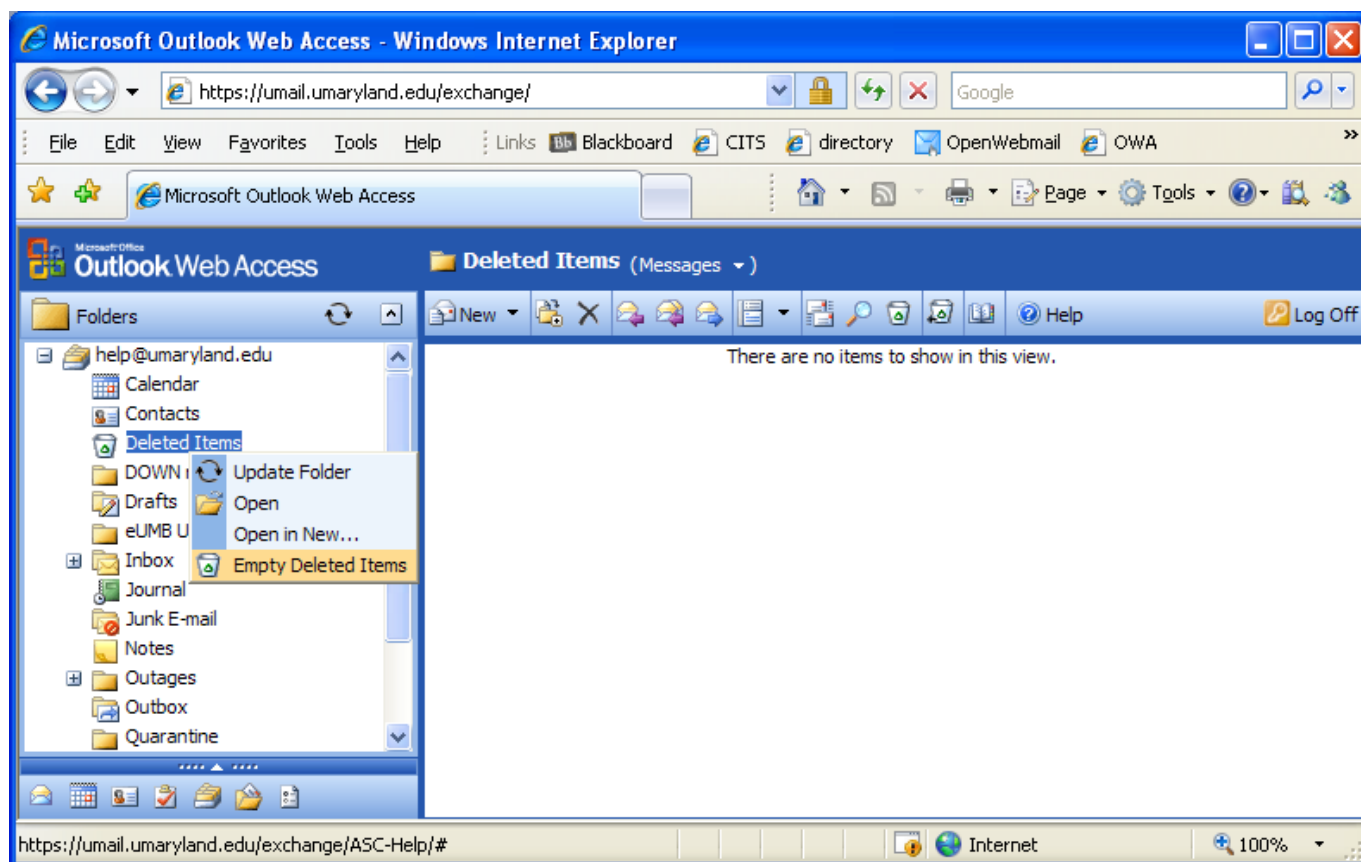 Microsoft Outlook Web Access - Windows Internet Explorer
https://umail.umaryland.edu/exchange/
Google
File Edit View Favorites Tools Help Links Bb Blackboard CITS directory OpenWebmail OWA »
Microsoft Outlook Web Access
Page Tools
Microsoft Office
Outlook Web Access
Deleted Items (Messages)
Folders
New Help Log Off
help@umaryland.edu
There are no items to show in this view.
Calendar
Contacts
Deleted Items
DOWN
Update Folder
Drafts
Open
eUMB U
Open in New...
Inbox
Empty Deleted Items
Journal
Junk E-mail
Notes
Outages
Outbox
Quarantine
https://umail.umaryland.edu/exchange/ASC-Help/#
Internet
100%